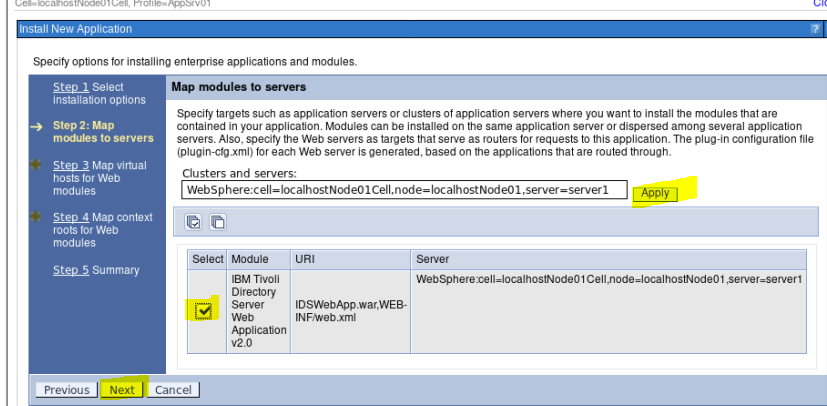 Cell=localhostNode01Cell, Profile=AppSrv01
Install New Application
?
Specify options for installing enterprise applications and modules.
Step 1 Select
installation options
Step 2: Map
modules to servers
Step 3 Map virtual
hosts for Web
modules
Step 4 Map context
roots for Web
modules
Step 5 Summary
Map modules to servers
Specify targets such as application servers or clusters of application servers where you want to install the modules that are
contained in your application. Modules can be installed on the same application server or dispersed among several application
servers. Also, specify the Web servers as targets that serve as routers for requests to this application. The plug-in configuration file
(plugin-cfg.xml) for each Web server is generated, based on the applications that are routed through.
Clusters and servers:
WebSphere:cell=localhostNode01Cell,node=localhostNode01,server=server1
Apply
Select Module URI Server
IBM Tivoli
Directory
Server
Web
Application
v2.0
IDSWebApp.war,WEB-
INF/web.xml
WebSphere:cell=localhostNode01Cell,node=localhostNode01,server=server1
Previous Next Cancel